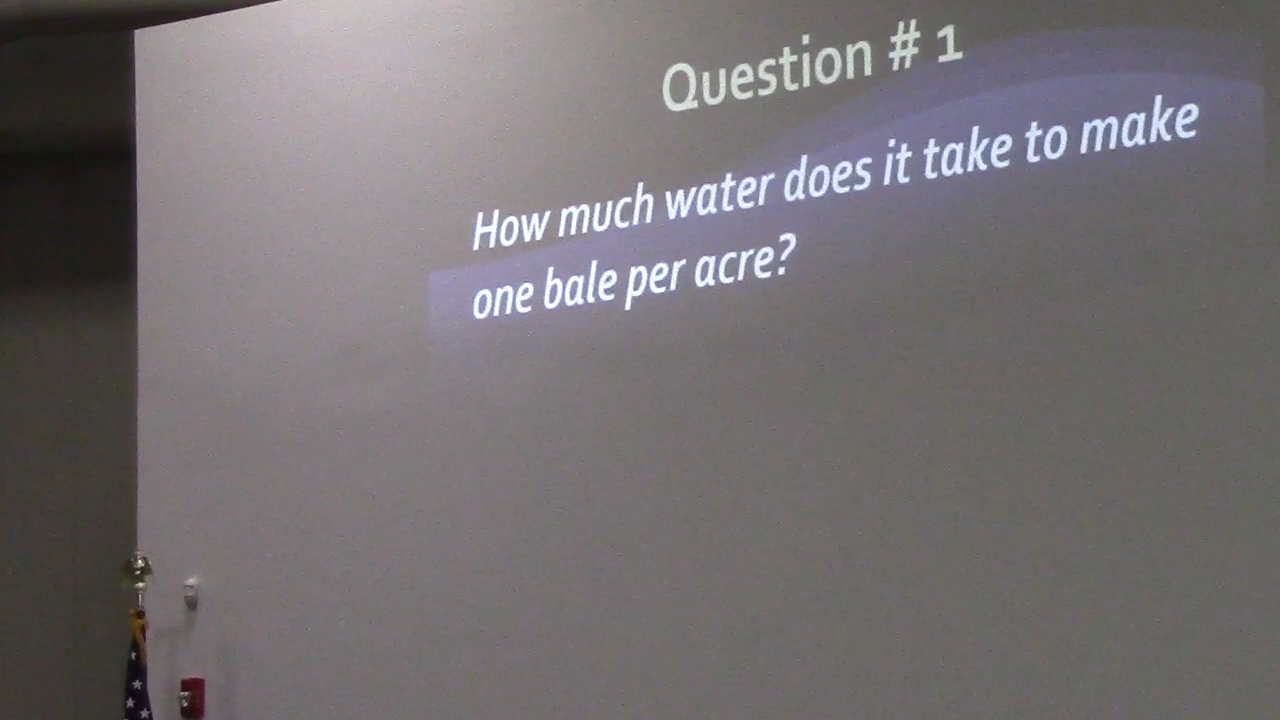 Question # 1
How much water does it take to make
one bale per acre?